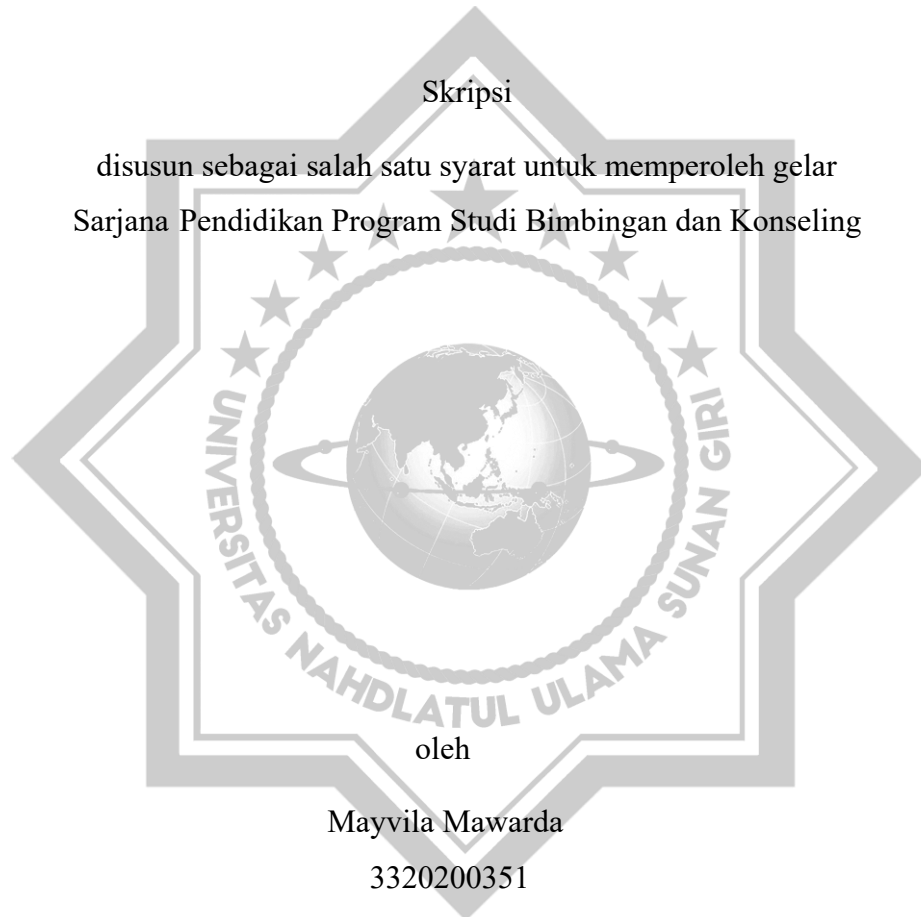 Skripsi
disusun sebagai salah satu syarat untuk memperoleh gelar
Sarjana Pendidikan Program Studi Bimbingan dan Konseling
UNIVERSITAS NAHDLATUL ULAMA SUNAN GIRI
oleh
Mayvila Mawarda
3320200351